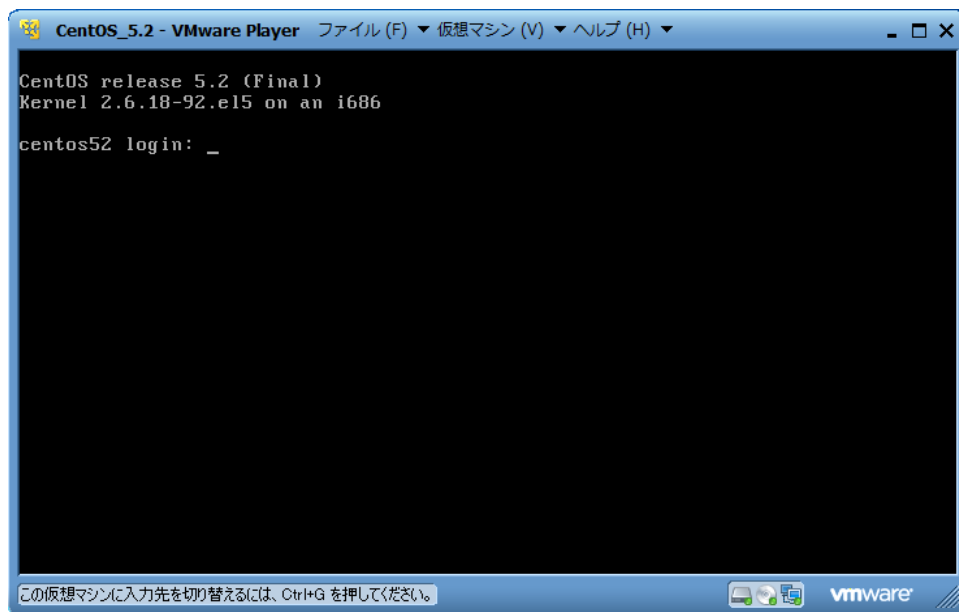 CentOS_5.2 - VMware Player ファイル (F) ▼ 仮想マシン (V) ▼ ヘルプ (H) ▼
CentOS release 5.2 (Final)
Kernel 2.6.18-92.el5 on an i686
centos52 login: _
この仮想マシンに入力先を切り替えるには、Ctrl+G を押してください。
vmware